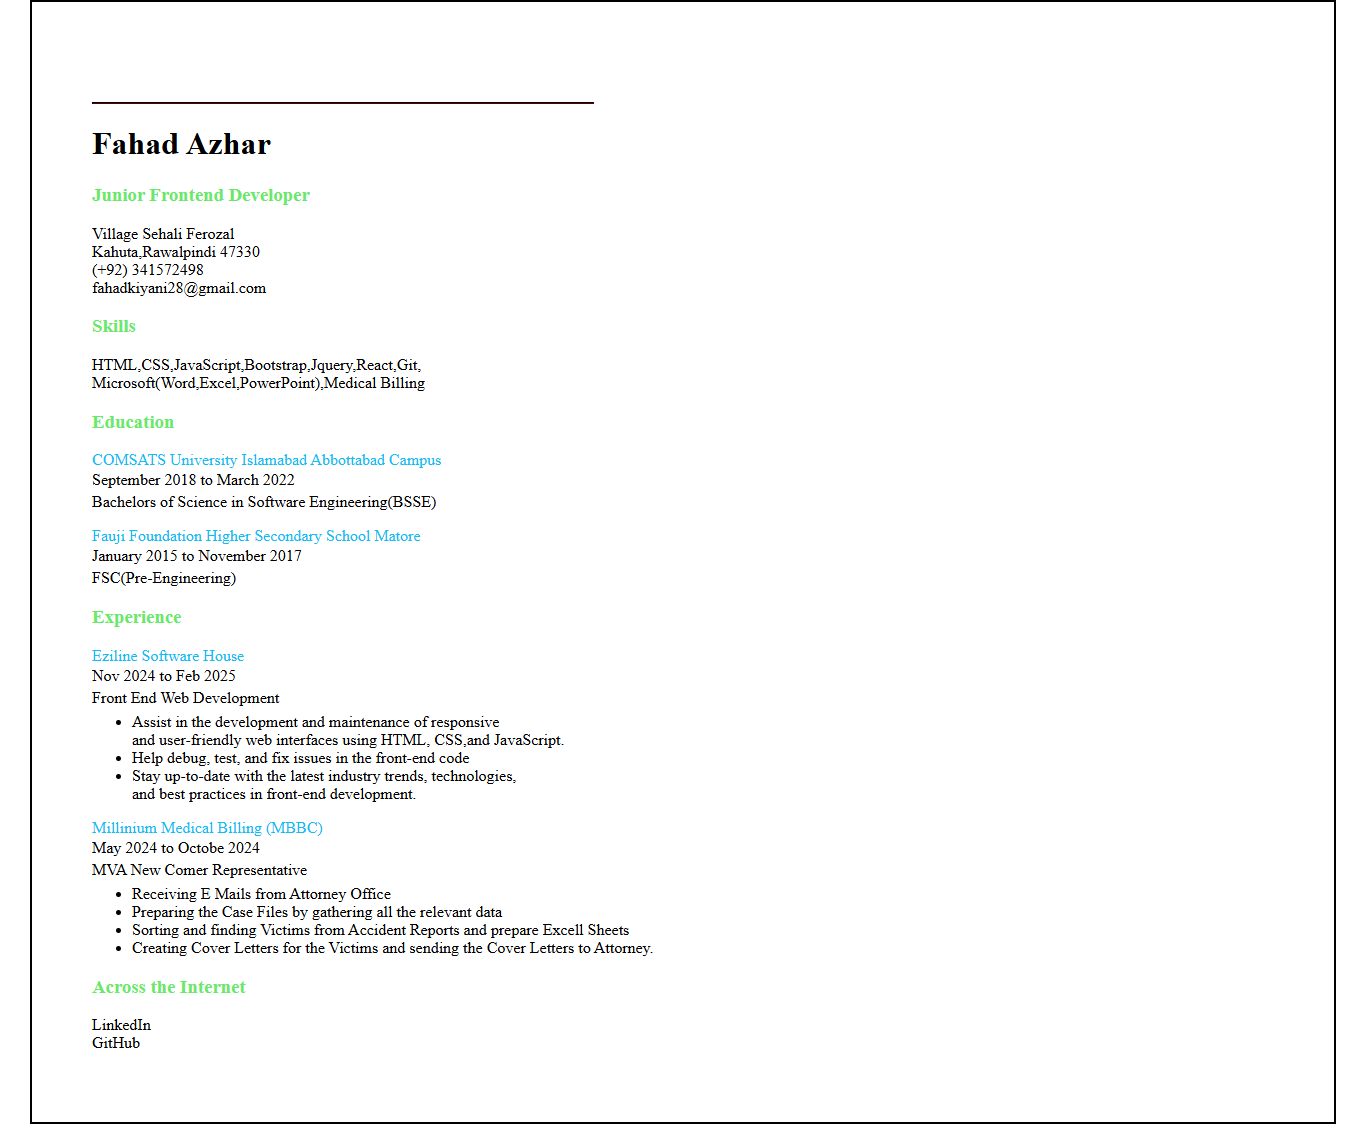 Fahad Azhar
Junior Frontend Developer
Village Sehali Ferozal
Kahuta,Rawalpindi 47330
(+92) 341572498
fahadkiyani28@gmail.com
Skills
HTML,CSS,JavaScript,Bootstrap,Jquery,React,Git,
Microsoft(Word,Excel,PowerPoint),Medical Billing
Education
COMSATS University Islamabad Abbottabad Campus
September 2018 to March 2022
Bachelors of Science in Software Engineering(BSSE)
Fauji Foundation Higher Secondary School Matore
January 2015 to November 2017
FSC(Pre-Engineering)
Experience
Eziline Software House
Nov 2024 to Feb 2025
Front End Web Development
• Assist in the development and maintenance of responsive
and user-friendly web interfaces using HTML, CSS,and JavaScript.
• Help debug, test, and fix issues in the front-end code
• Stay up-to-date with the latest industry trends, technologies,
and best practices in front-end development.
Millinium Medical Billing (MBBC)
May 2024 to Octobe 2024
MVA New Comer Representative
• Receiving E Mails from Attorney Office
• Preparing the Case Files by gathering all the relevant data
• Sorting and finding Victims from Accident Reports and prepare Excell Sheets
• Creating Cover Letters for the Victims and sending the Cover Letters to Attorney.
Across the Internet
LinkedIn
GitHub